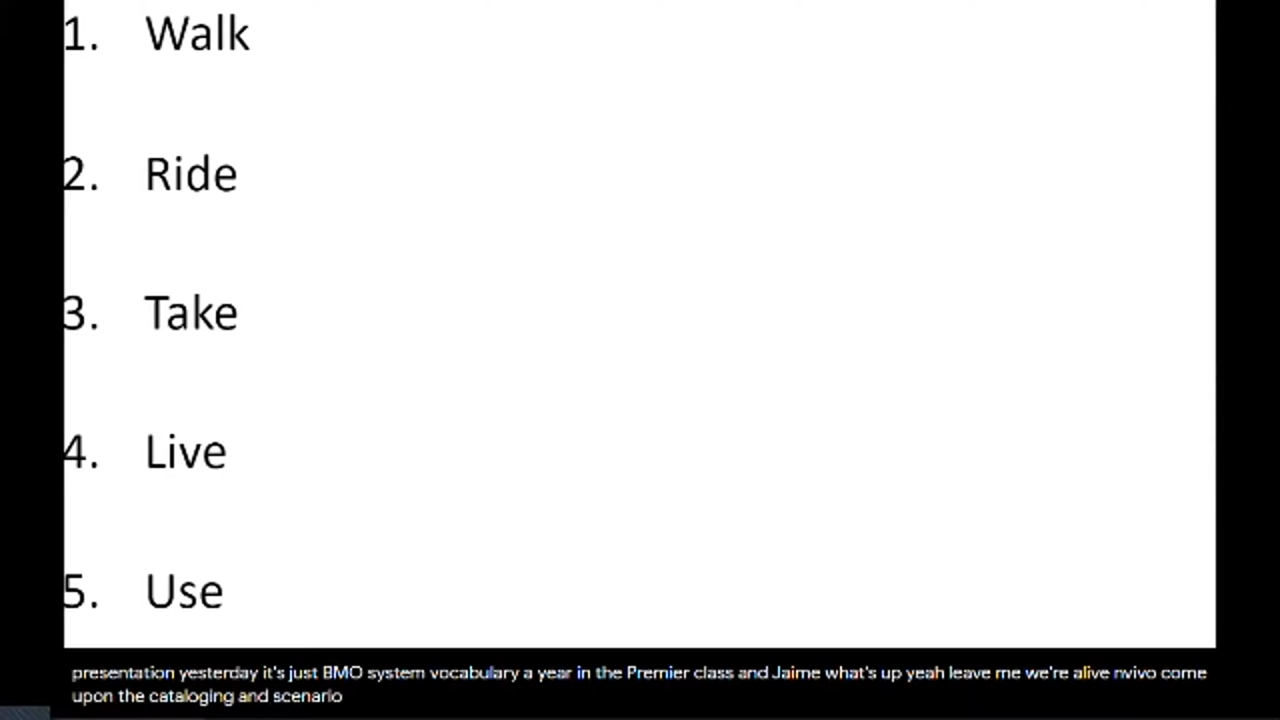 1. Walk
2. Ride
3. Take
4. Live
5. Use
presentation yesterday it's just BMO system vocabulary a year in the Premier class and Jaime what's up yeah leave me we're alive nvivo come
upon the cataloging and scenario